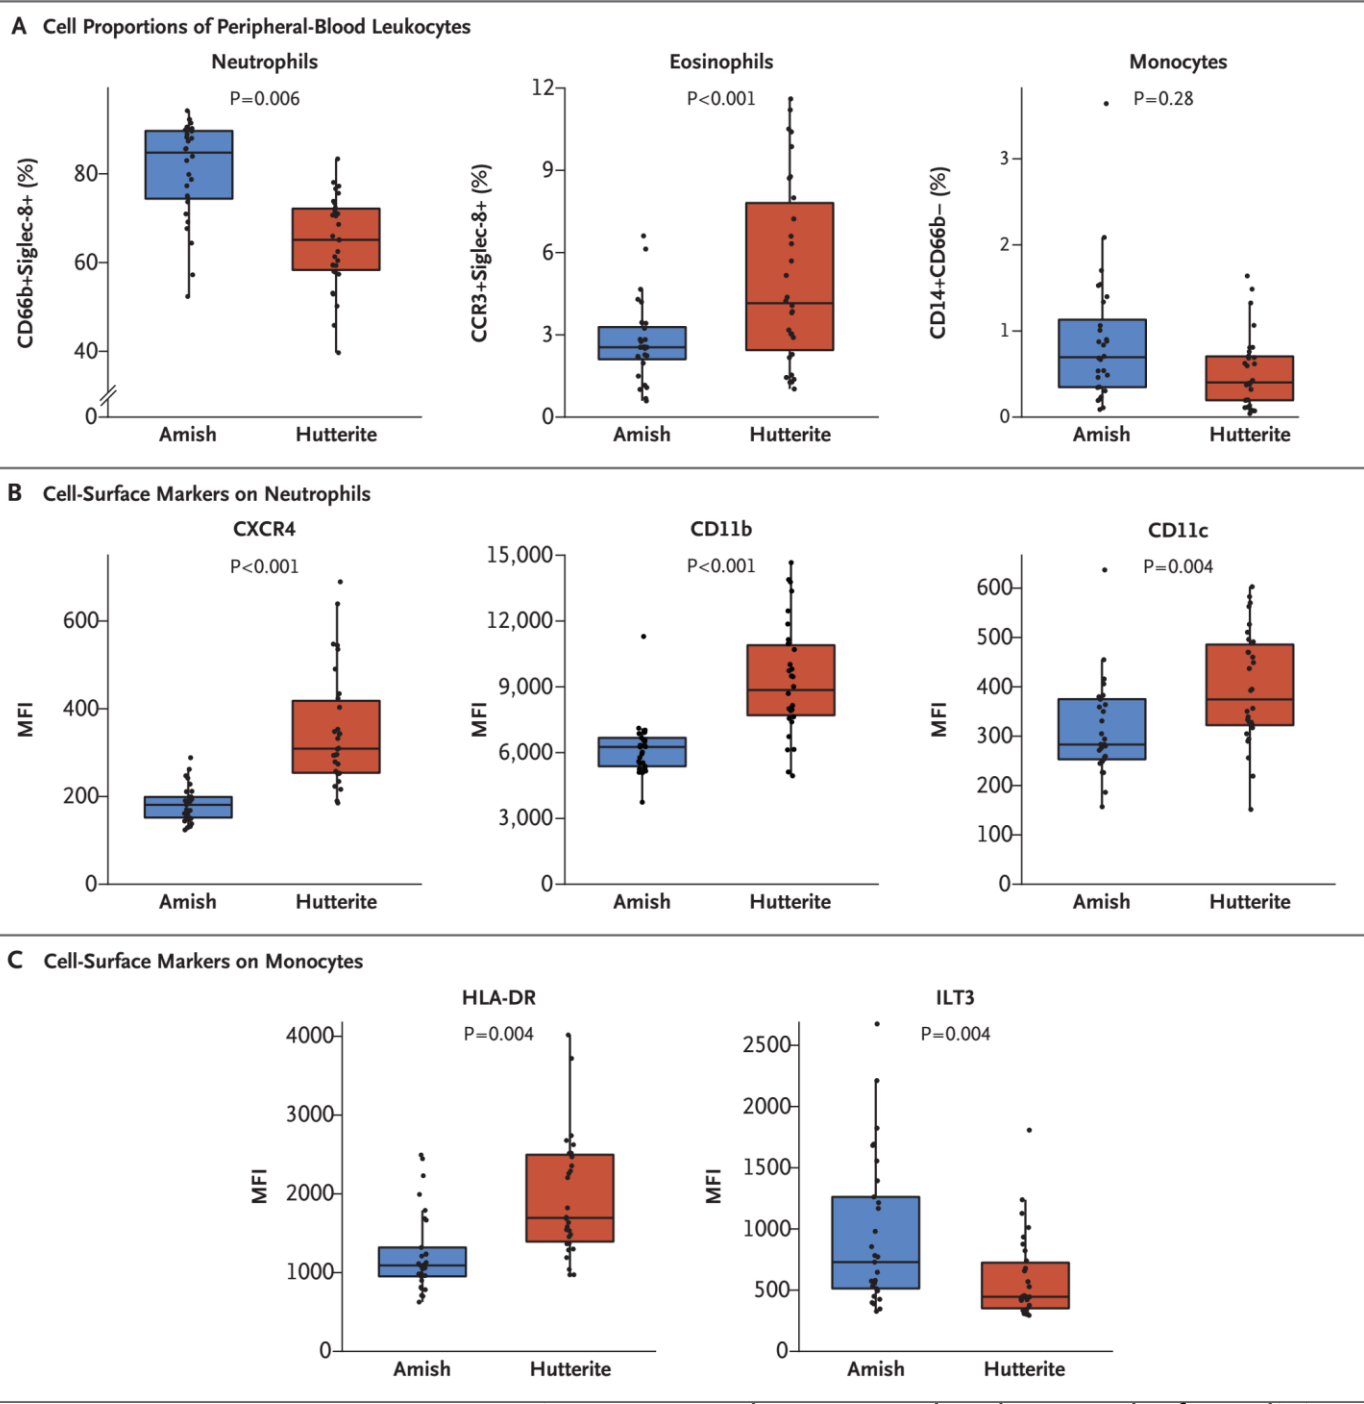 A Cell Proportions of Peripheral-Blood Leukocytes
Neutrophils
P=0.006
CD66b+Siglec-8+ (%)
80
60
40
0
Amish Hutterite
Eosinophils
P<0.001
CCR3+Siglec-8+ (%)
12
9
6
3
0
Amish Hutterite
Monocytes
P=0.28
CD14+CD66b− (%)
3
2
1
0
Amish Hutterite
B Cell-Surface Markers on Neutrophils
CXCR4
P<0.001
MFI
600
400
200
0
Amish Hutterite
CD11b
P<0.001
MFI
15,000
12,000
9,000
6,000
3,000
0
Amish Hutterite
CD11c
P=0.004
MFI
600
500
400
300
200
100
0
Amish Hutterite
C Cell-Surface Markers on Monocytes
HLA-DR
P=0.004
MFI
4000
3000
2000
1000
0
Amish Hutterite
ILT3
P=0.004
MFI
2500
2000
1500
1000
500
0
Amish Hutterite